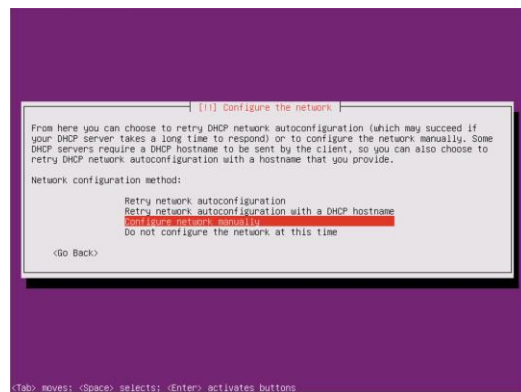 [!!] Configure the network
From here you can choose to retry DHCP network autoconfiguration (which may succeed if
your DHCP server takes a long time to respond) or to configure the network manually. Some
DHCP servers require a DHCP hostname to be sent by the client, so you can also choose to
retry DHCP network autoconfiguration with a hostname that you provide.
Network configuration method:
Retry network autoconfiguration
Retry network autoconfiguration with a DHCP hostname
Configure network manually
Do not configure the network at this time
<Go Back>
<Tab> moves; <Space> selects; <Enter> activates buttons